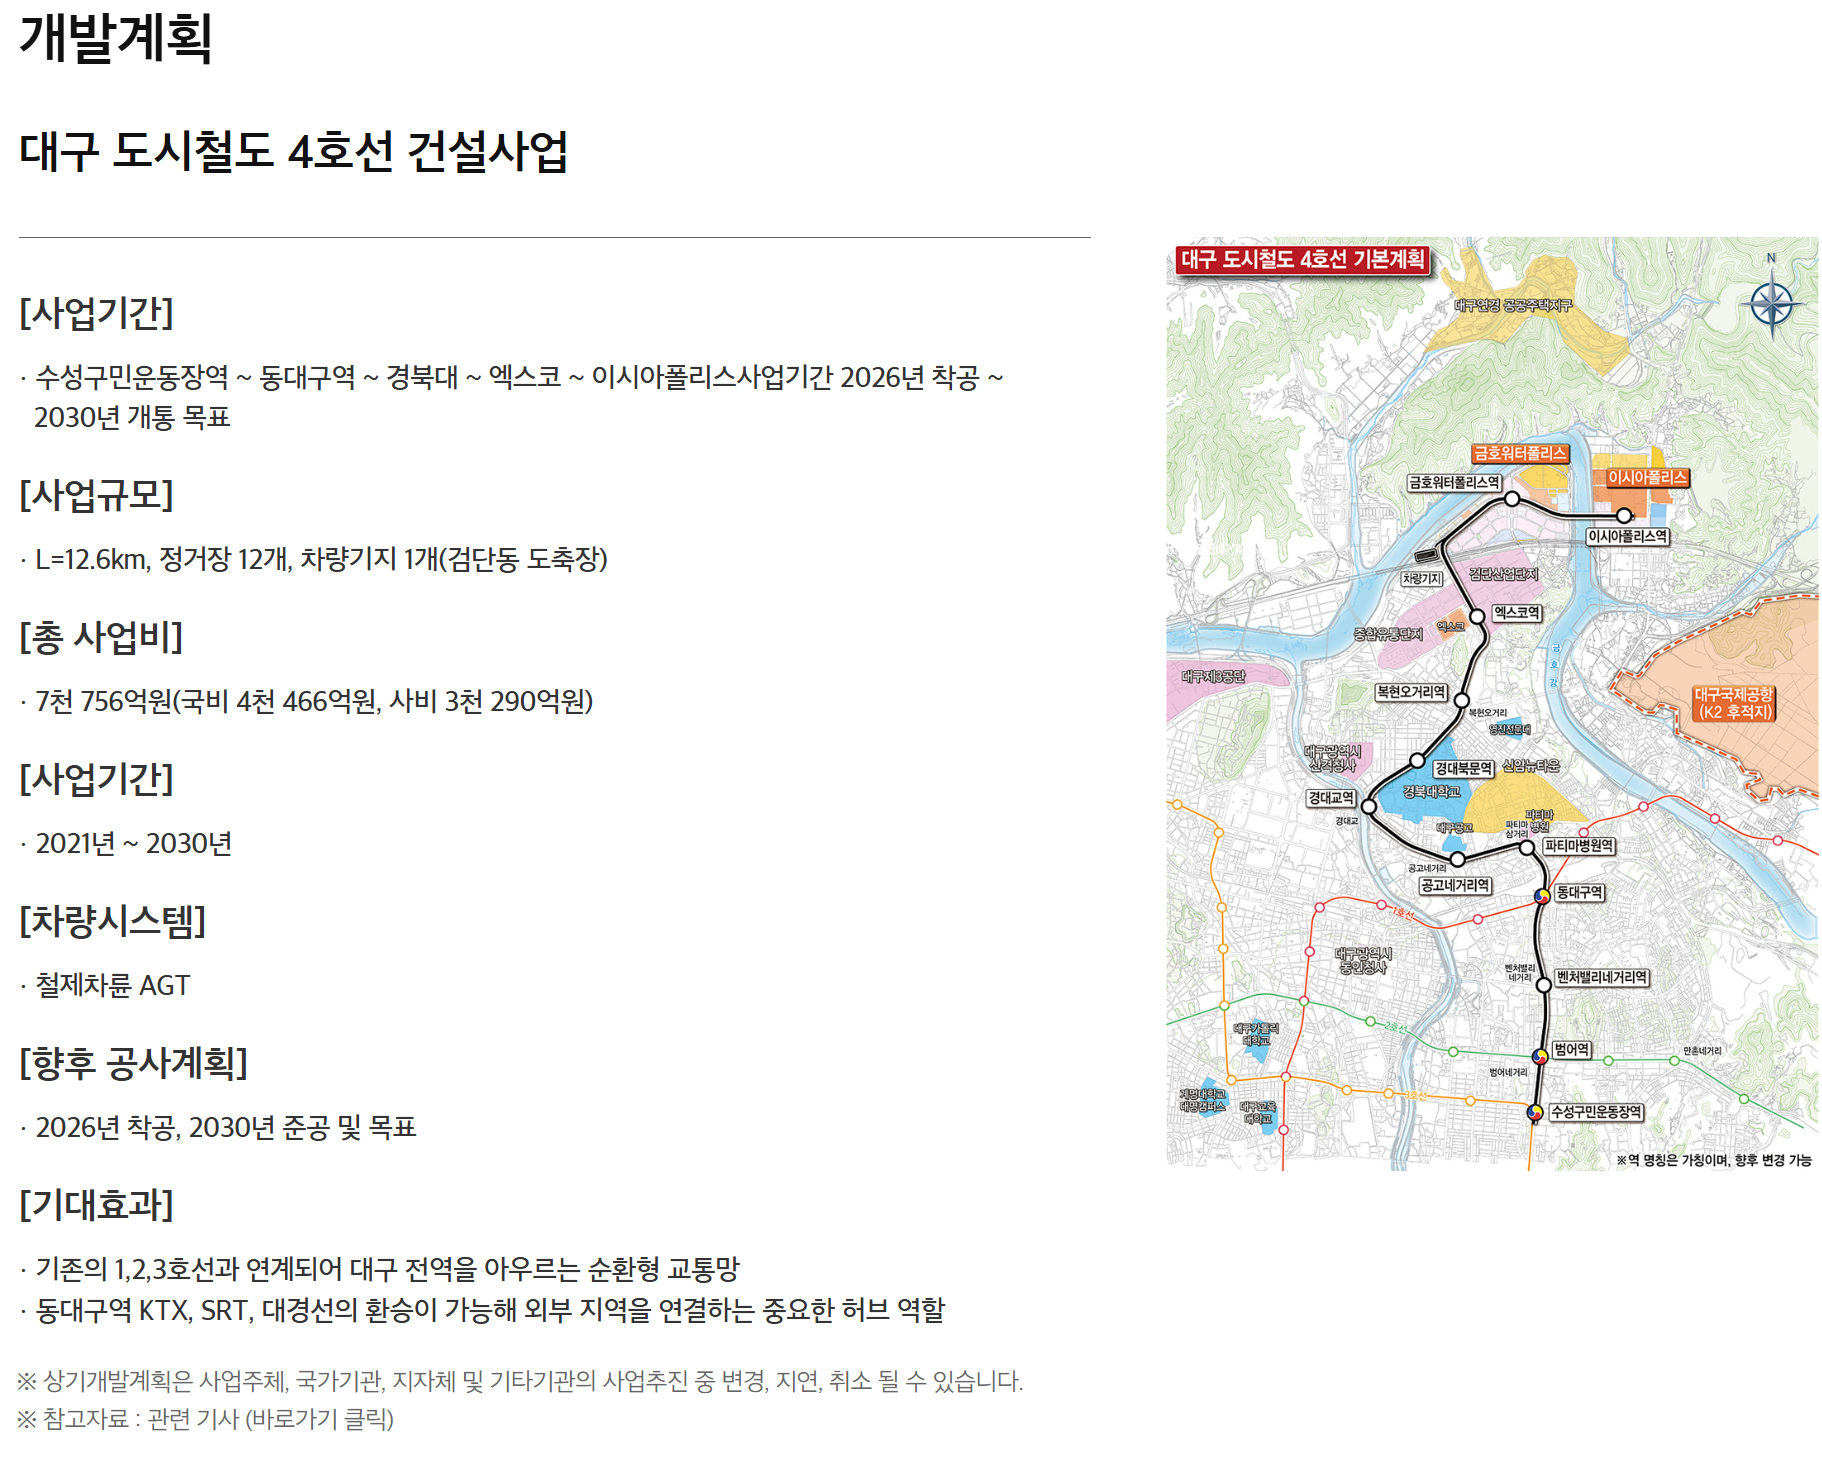 개발계획
대구 도시철도 4호선 건설사업
[사업기간]
· 수성구민운동장역 ~ 동대구역 ~ 경북대 ~ 엑스코 ~ 이시아폴리스사업기간 2026년 착공 ~
2030년 개통 목표
[사업규모]
· L=12.6km, 정거장 12개, 차량기지 1개(검단동 도축장)
[총 사업비]
· 7천 756억원(국비 4천 466억원, 사비 3천 290억원)
[사업기간]
· 2021년 ~ 2030년
[차량시스템]
· 철제차륜 AGT
[향후 공사계획]
· 2026년 착공, 2030년 준공 및 목표
[기대효과]
· 기존의 1,2,3호선과 연계되어 대구 전역을 아우르는 순환형 교통망
· 동대구역 KTX, SRT, 대경선의 환승이 가능해 외부 지역을 연결하는 중요한 허브 역할
※ 상기개발계획은 사업주체, 국가기관, 지자체 및 기타기관의 사업추진 중 변경, 지연, 취소 될 수 있습니다.
※ 참고자료 : 관련 기사 (바로가기 클릭)
대구 도시철도 4호선 기본계획
N
대구연경 공공주택지구
금호워터폴리스
금호워터폴리스역
이시아폴리스
이시아폴리스역
차량기지
검단산업단지
엑스코역
엑스코
종합유통단지
금호강
대구제3공단
대구국제공항
(K2 후적지)
복현오거리역
복현오거리
영진전문대
대구광역시
산격청사
경대북문역
신암뉴타운
경북대학교
경대교역
경대교
대구공고
파티마
병원
파티마
삼거리
파티마병원역
공고네거리
공고네거리역
동대구역
1호선
대구광역시
동인청사
벤처밸리
네거리
벤처밸리네거리역
대구가톨릭
대학교
2호선
범어역
범어네거리
만촌네거리
계명대학교
대명캠퍼스
대구교육
대학교
3호선
수성구민운동장역
※역 명칭은 가칭이며, 향후 변경 가능